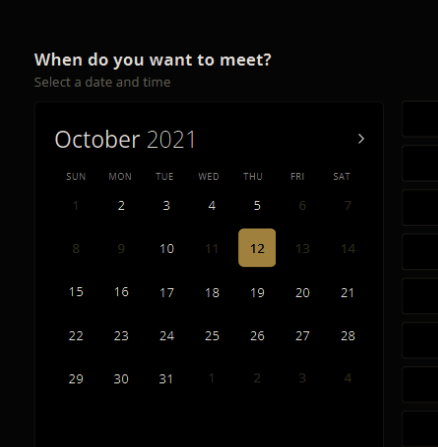 When do you want to meet?
Select a date and time
October 2021
SUN MON TUE WED THU FRI SAT
1 2 3 4 5 6 7
8 9 10 11 12 13 14
15 16 17 18 19 20 21
22 23 24 25 26 27 28
29 30 31 1 2 3 4